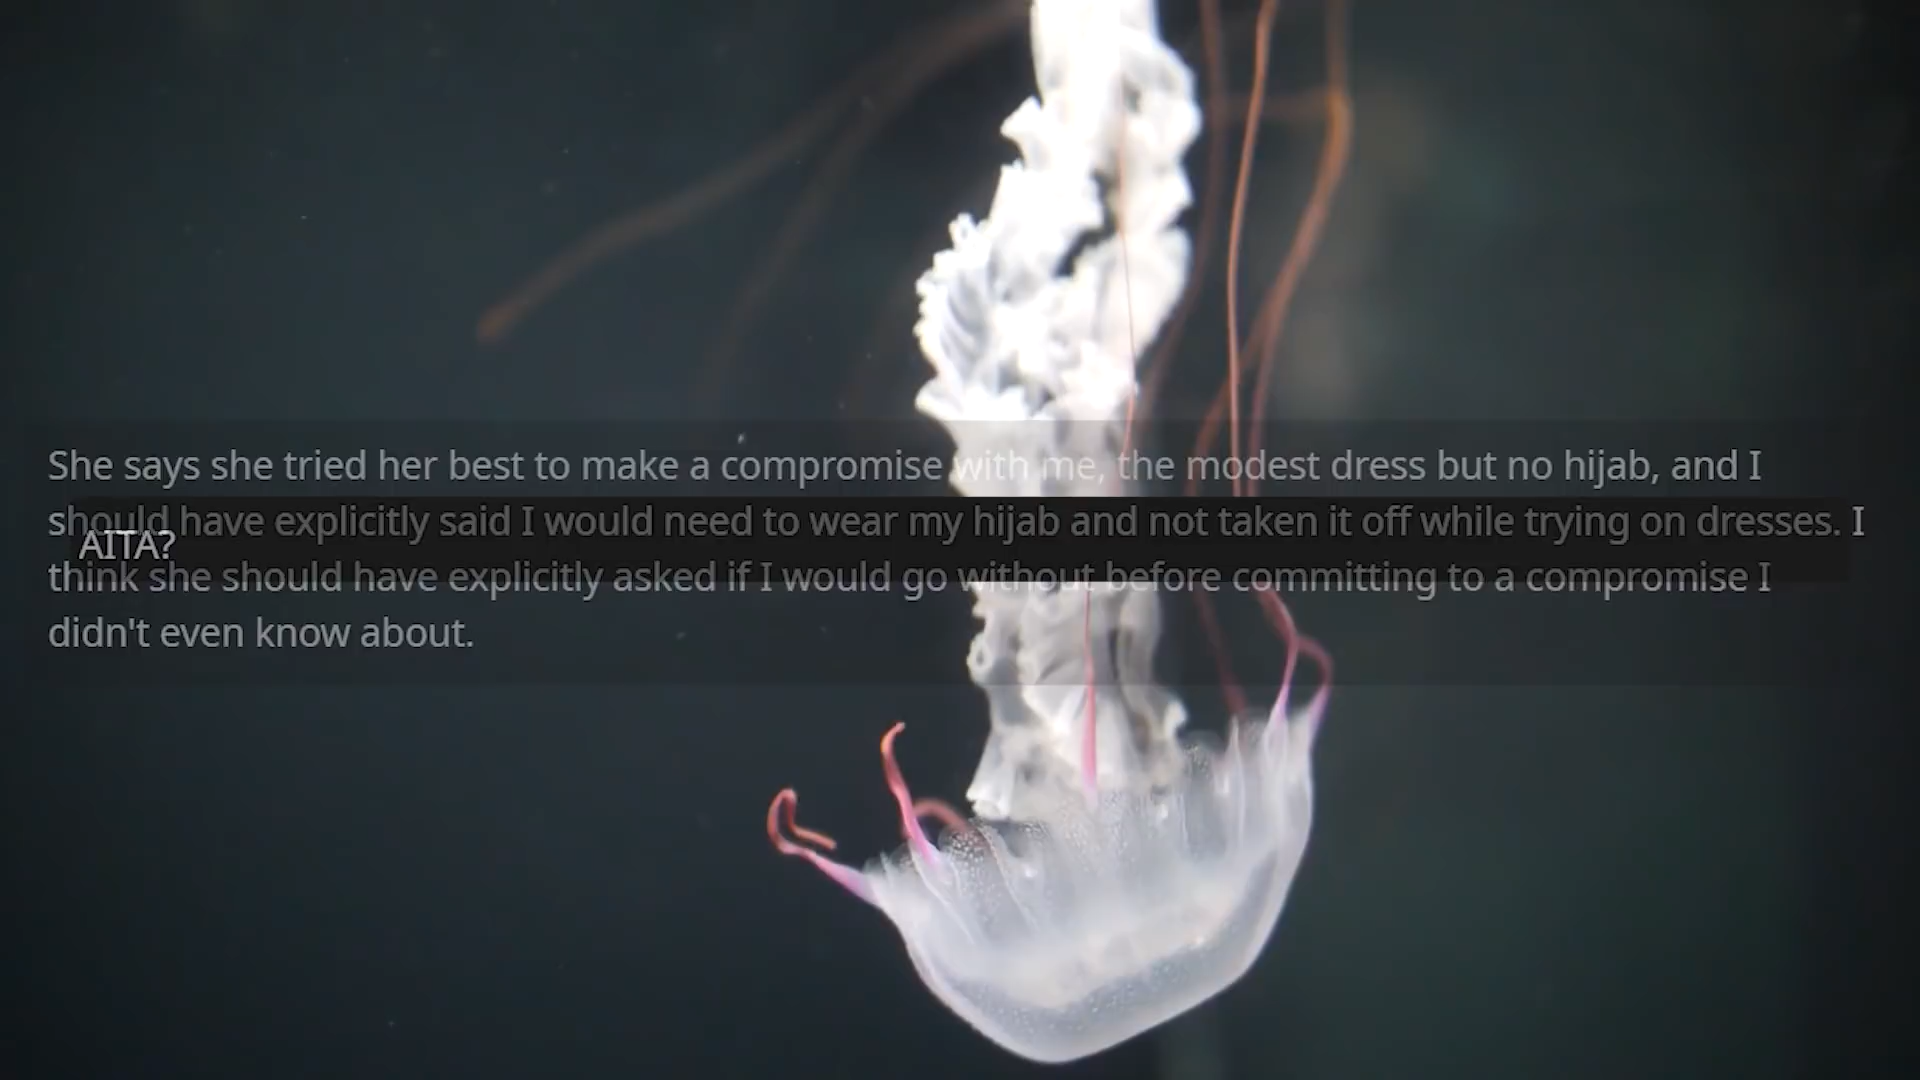 She says she tried her best to make a compromise with me, the modest dress but no hijab, and I
should have explicitly said I would need to wear my hijab and not taken it off while trying on dresses. I
AITA?
think she should have explicitly asked if I would go without before committing to a compromise I
didn't even know about.